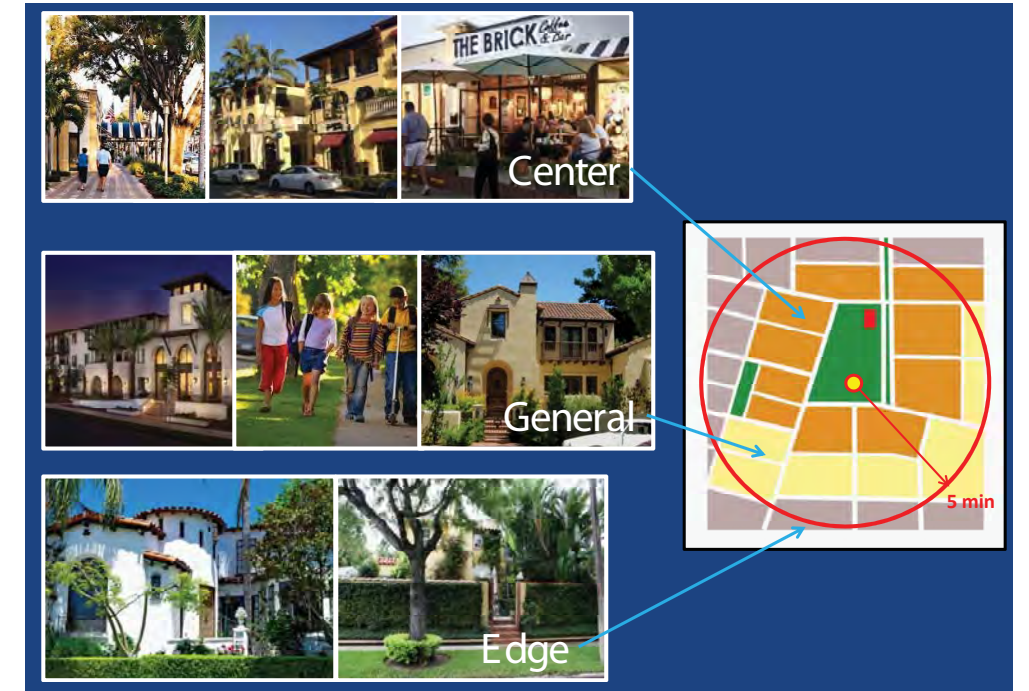 THE BRICK Coffee
& Bar
Center
General
5 min
Edge